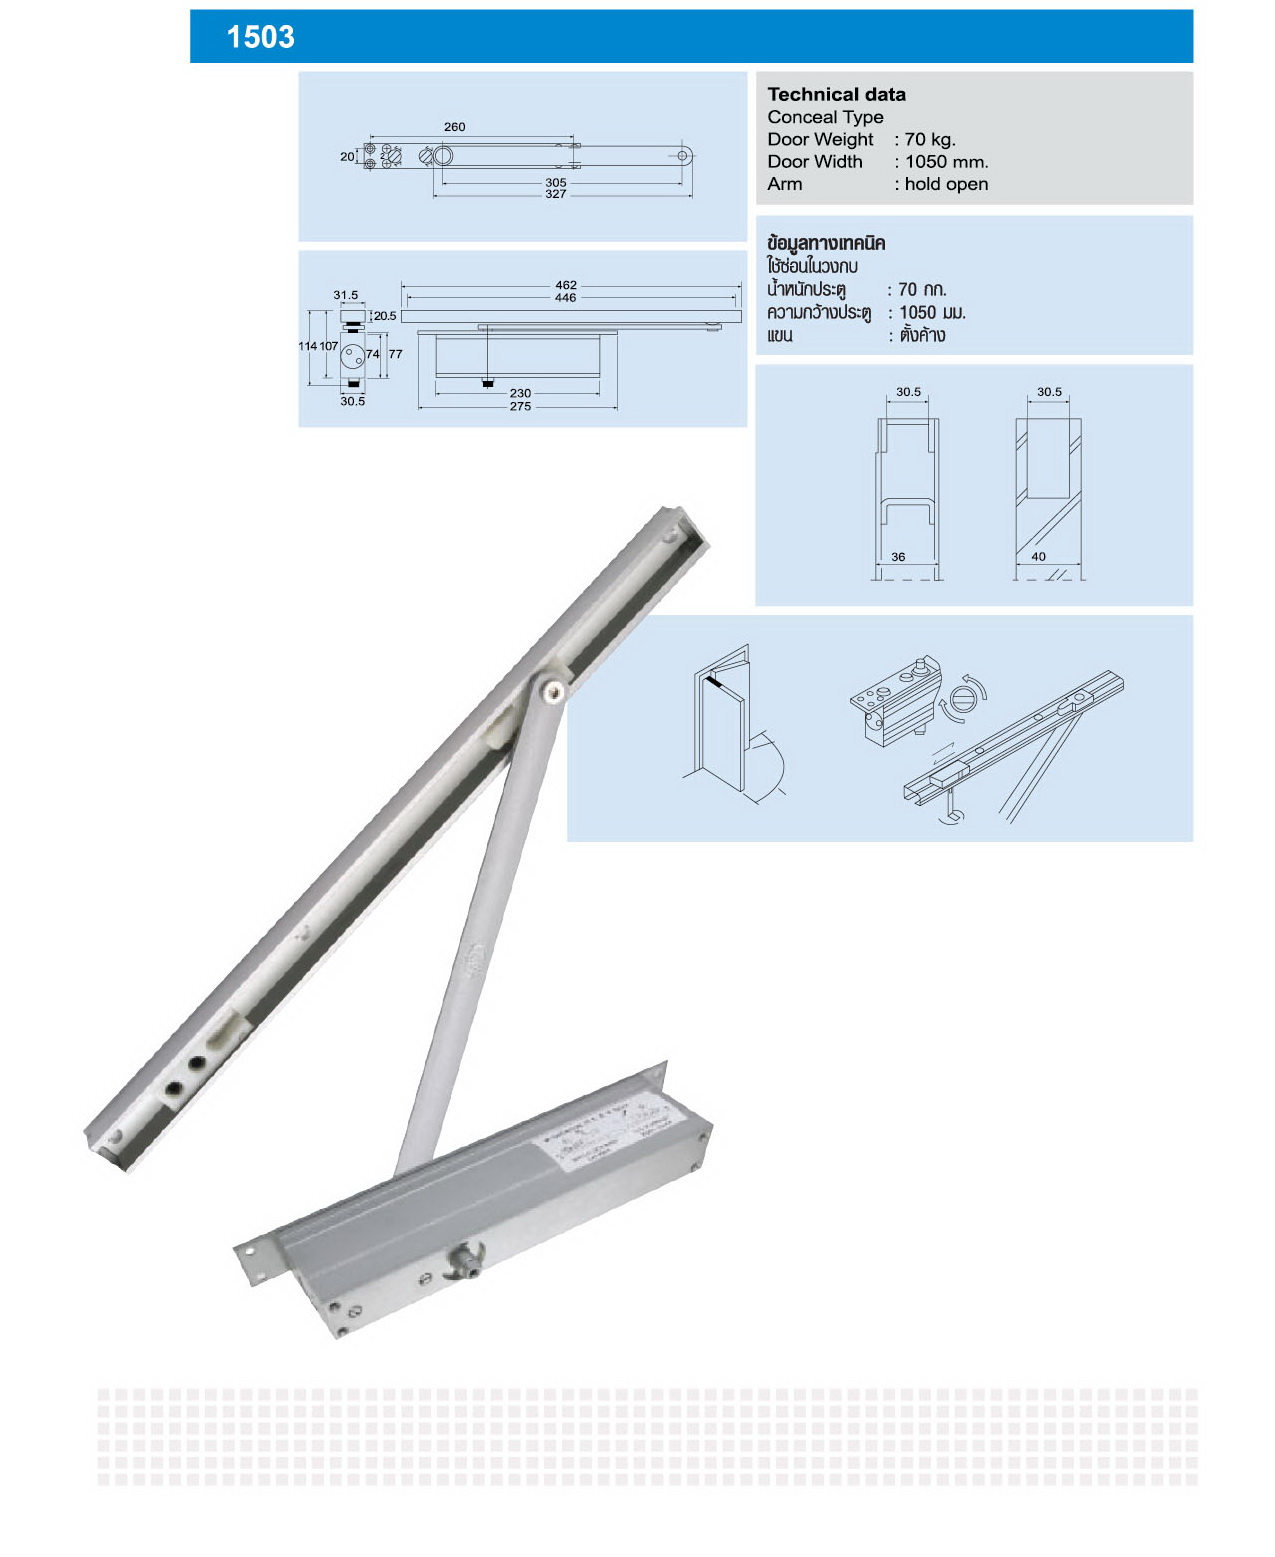 1503
260
20
2
305
327
Technical data
Conceal Type
Door Weight : 70 kg.
Door Width : 1050 mm.
Arm : hold open
ข้อมูลทางเทคนิค
ใช้ซ่อนในวงกบ
น้ำหนักประตู : 70 กก.
ความกว้างประตู : 1050 มม.
แขน : ตั้งค้าง
462
446
31.5
20.5
114 107
74 77
30.5
230
275
30.5
30.5
36
40